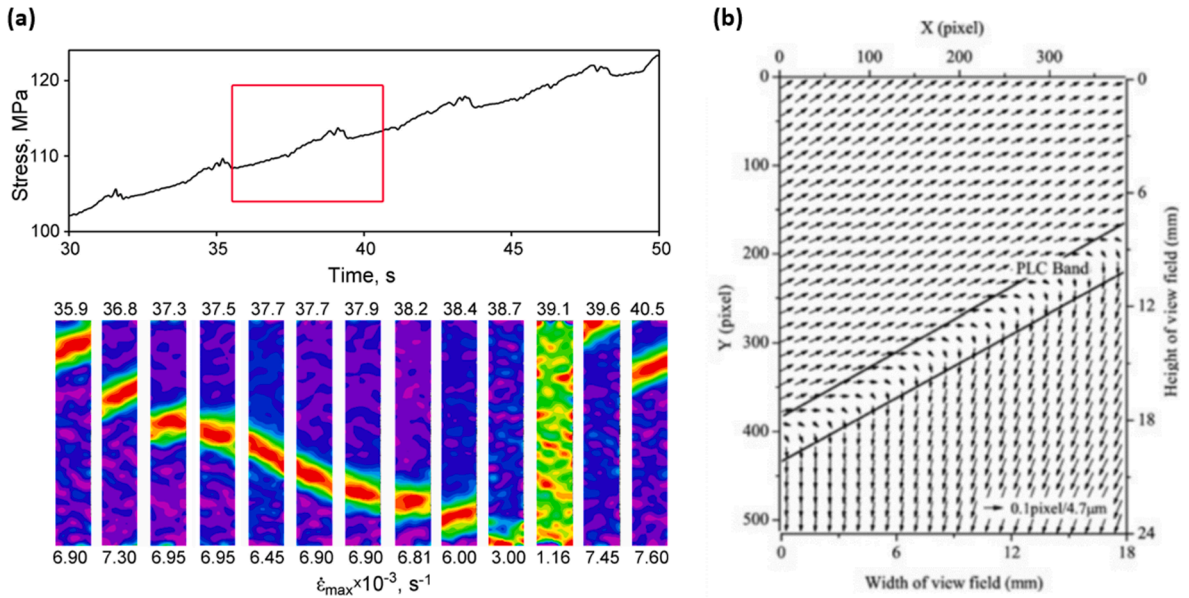 (a)
120
110
100
Stress, MPa
30 35 40 45 50
Time, s
35.9 36.8 37.3 37.5 37.7 37.7 37.9 38.2 38.4 38.7 39.1 39.6 40.5
6.90 7.30 6.95 6.95 6.45 6.90 6.90 6.81 6.00 3.00 1.16 7.45 7.60
ε̇max×10-3, s-1
(b)
X (pixel)
0 100 200 300
0
100
200
300
400
500
Y (pixel)
PLC Band
0.1pixel/4.7μm
0
6
12
18
24
Height of view field (mm)
0 6 12 18
Width of view field (mm)